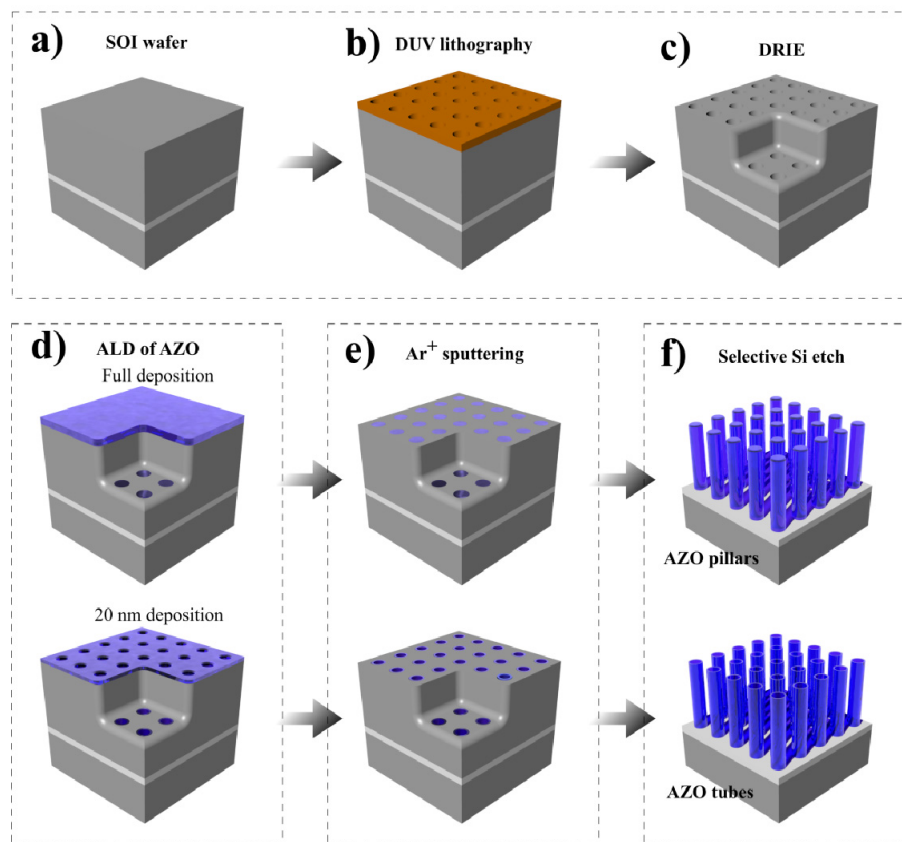 a)
SOI wafer
b)
DUV lithography
c)
DRIE
d)
ALD of AZO
Full deposition
e)
Ar+ sputtering
f)
Selective Si etch
AZO pillars
20 nm deposition
AZO tubes